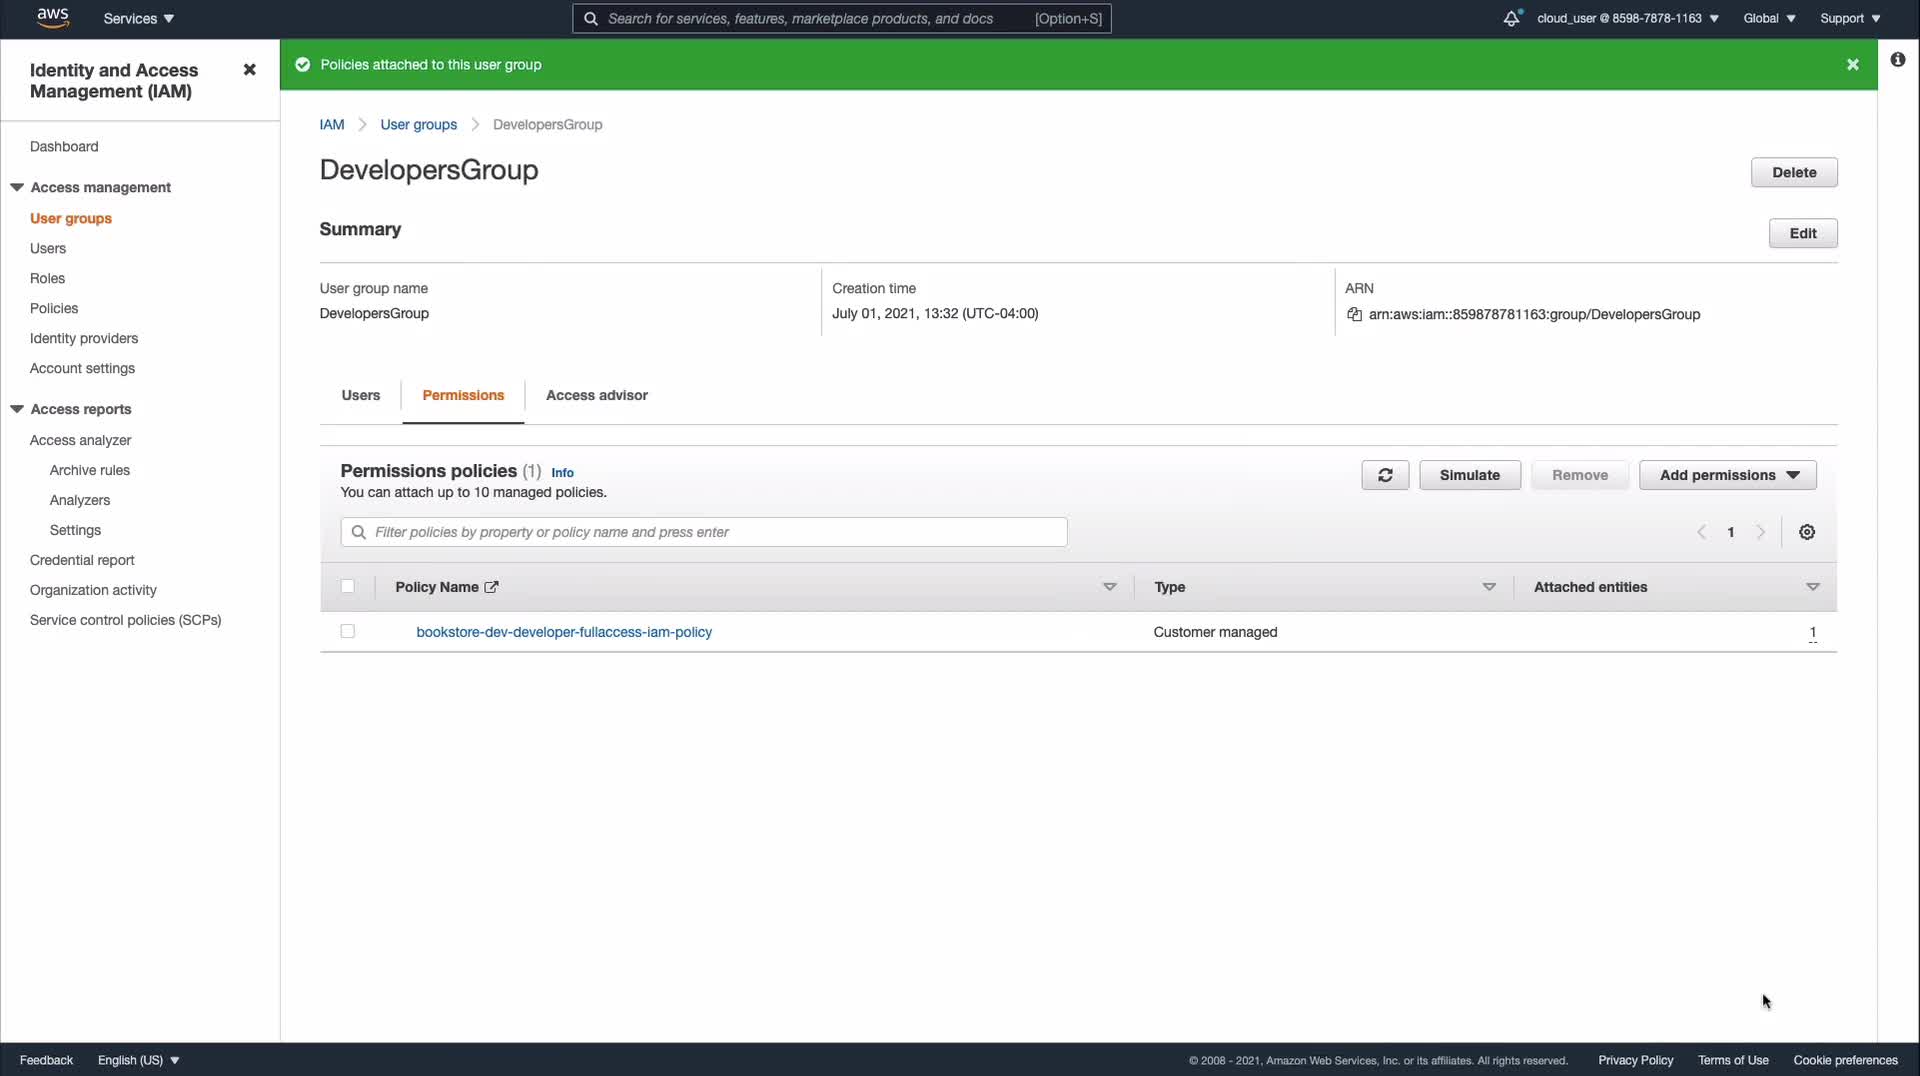 aws
Services
Search for services, features, marketplace products, and docs [Option+S]
cloud_user @ 8598-7878-1163
Global
Support
Identity and Access
Management (IAM)
Policies attached to this user group
Dashboard
Access management
User groups
Users
Roles
Policies
Identity providers
Account settings
Access reports
Access analyzer
Archive rules
Analyzers
Settings
Credential report
Organization activity
Service control policies (SCPs)
IAM
User groups
DevelopersGroup
DevelopersGroup
Delete
Summary
Edit
User group name
DevelopersGroup
Creation time
July 01, 2021, 13:32 (UTC-04:00)
ARN
arn:aws:iam::859878781163:group/DevelopersGroup
Users
Permissions
Access advisor
Permissions policies (1) Info
You can attach up to 10 managed policies.
Simulate
Remove
Add permissions
Filter policies by property or policy name and press enter
1
Policy Name
Type
Attached entities
bookstore-dev-developer-fullaccess-iam-policy
Customer managed
1
Feedback
English (US)
© 2008 - 2021, Amazon Web Services, Inc. or its affiliates. All rights reserved.
Privacy Policy
Terms of Use
Cookie preferences